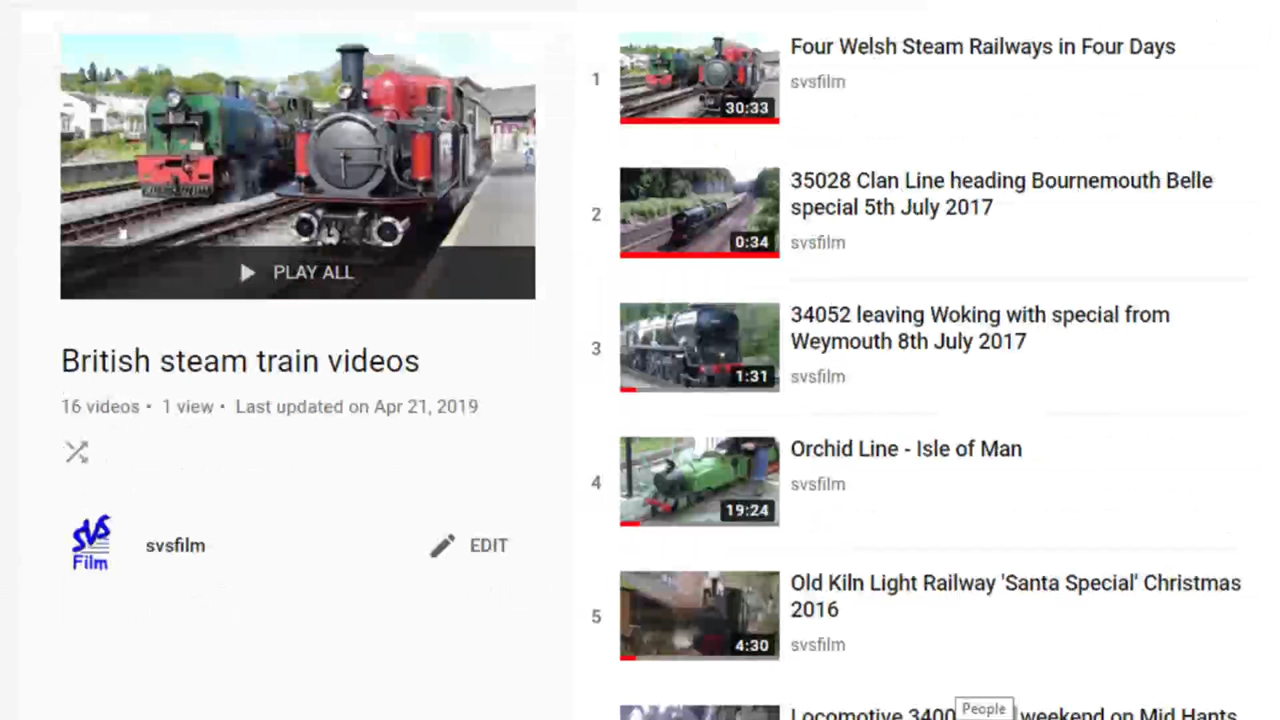 PLAY ALL
British steam train videos
16 videos • 1 view • Last updated on Apr 21, 2019
SVS
Film
svsfilm
EDIT
1
30:33
Four Welsh Steam Railways in Four Days
svsfilm
2
0:34
35028 Clan Line heading Bournemouth Belle
special 5th July 2017
svsfilm
3
1:31
34052 leaving Woking with special from
Weymouth 8th July 2017
svsfilm
4
19:24
Orchid Line - Isle of Man
svsfilm
5
4:30
Old Kiln Light Railway 'Santa Special' Christmas
2016
svsfilm
Locomotive 3400 weekend on Mid Hants
People